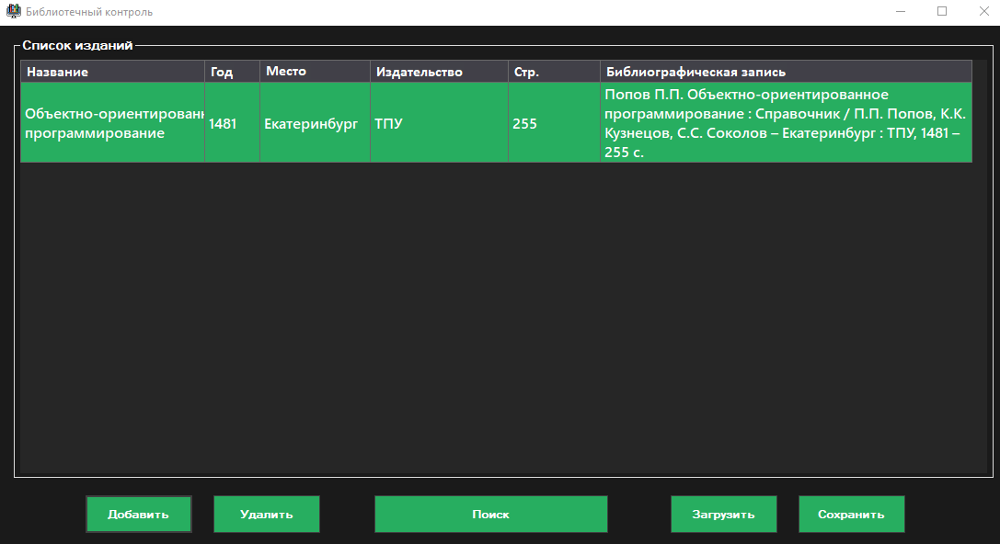 Библиотечный контроль
Список изданий
Название Год Место Издательство Стр. Библиографическая запись
Объектно-ориентирован
программирование
1481
Екатеринбург
ТПУ
255
Попов П.П. Объектно-ориентированное
программирование : Справочник / П.П. Попов, К.К.
Кузнецов, С.С. Соколов – Екатеринбург : ТПУ, 1481 –
255 с.
Добавить Удалить Поиск Загрузить Сохранить